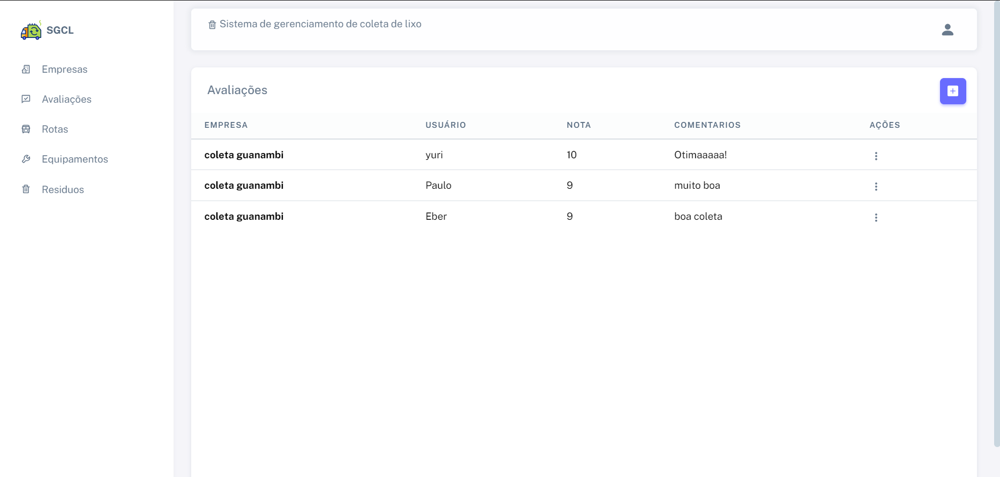 SGCL
Empresas
Avaliações
Rotas
Equipamentos
Residuos
Sistema de gerenciamento de coleta de lixo
Avaliações
EMPRESA USUÁRIO NOTA COMENTARIOS AÇÕES
coleta guanambi yuri 10 Otimaaaaa!
coleta guanambi Paulo 9 muito boa
coleta guanambi Eber 9 boa coleta